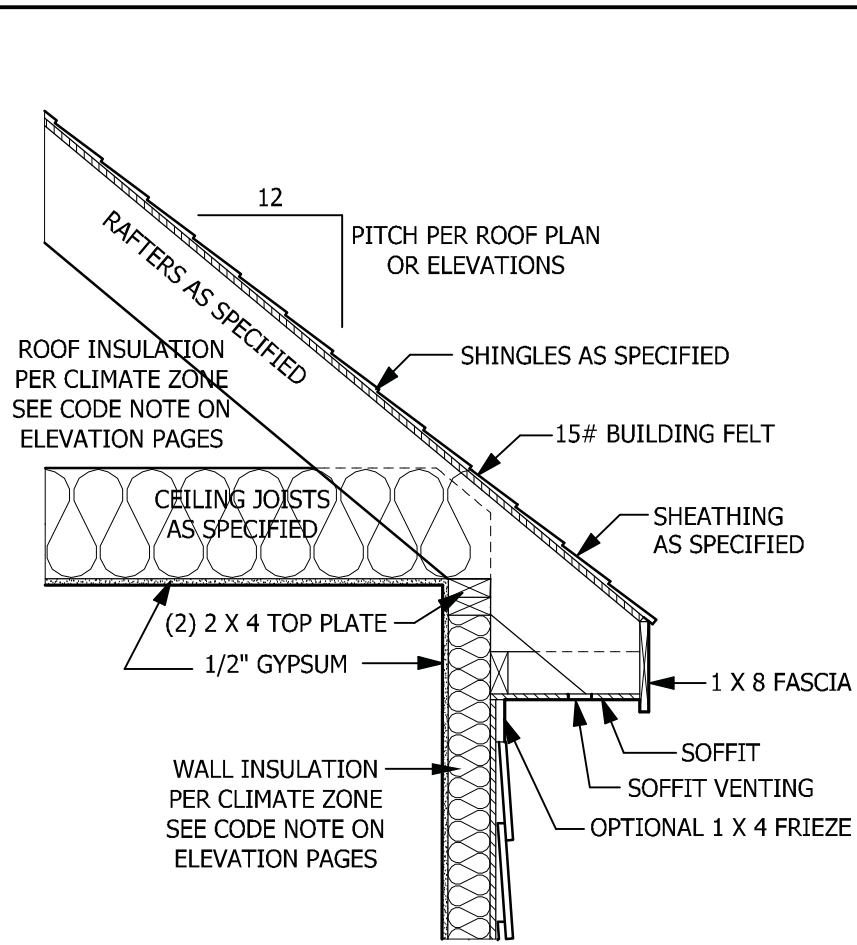 12
PITCH PER ROOF PLAN
OR ELEVATIONS
RAFTERS AS SPECIFIED
ROOF INSULATION
PER CLIMATE ZONE
SEE CODE NOTE ON
ELEVATION PAGES
SHINGLES AS SPECIFIED
15# BUILDING FELT
CEILING JOISTS
AS SPECIFIED
SHEATHING
AS SPECIFIED
(2) 2 X 4 TOP PLATE
1/2" GYPSUM
1 X 8 FASCIA
SOFFIT
SOFFIT VENTING
OPTIONAL 1 X 4 FRIEZE
WALL INSULATION
PER CLIMATE ZONE
SEE CODE NOTE ON
ELEVATION PAGES